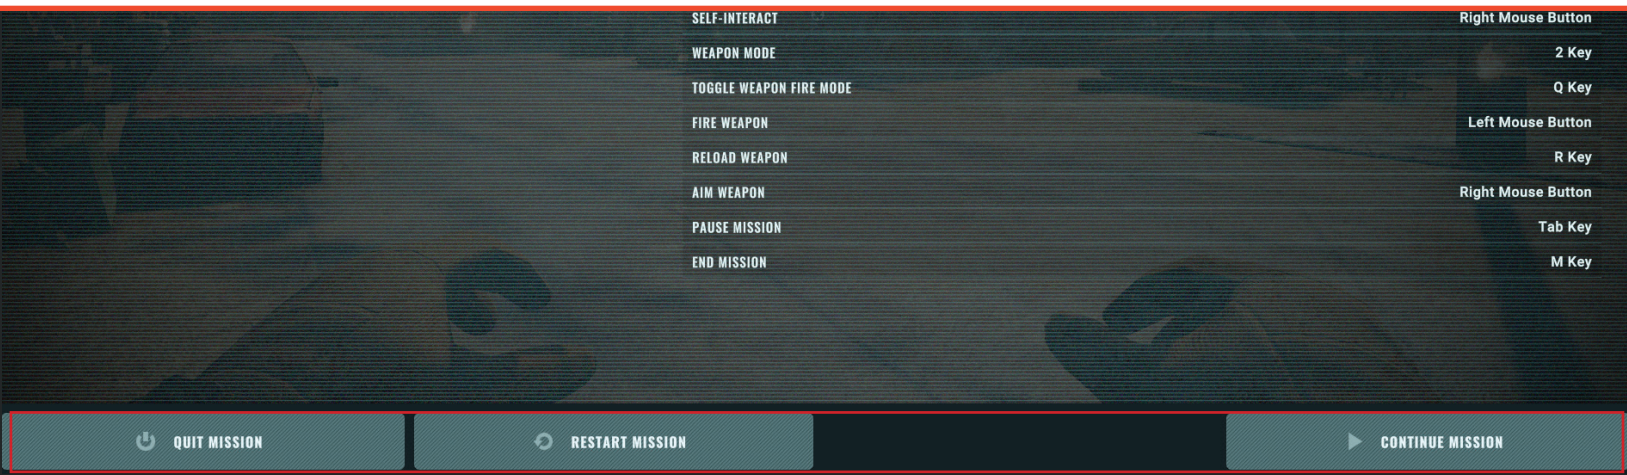 SELF-INTERACT Right Mouse Button
WEAPON MODE 2 Key
TOGGLE WEAPON FIRE MODE Q Key
FIRE WEAPON Left Mouse Button
RELOAD WEAPON R Key
AIM WEAPON Right Mouse Button
PAUSE MISSION Tab Key
END MISSION M Key
QUIT MISSION RESTART MISSION CONTINUE MISSION